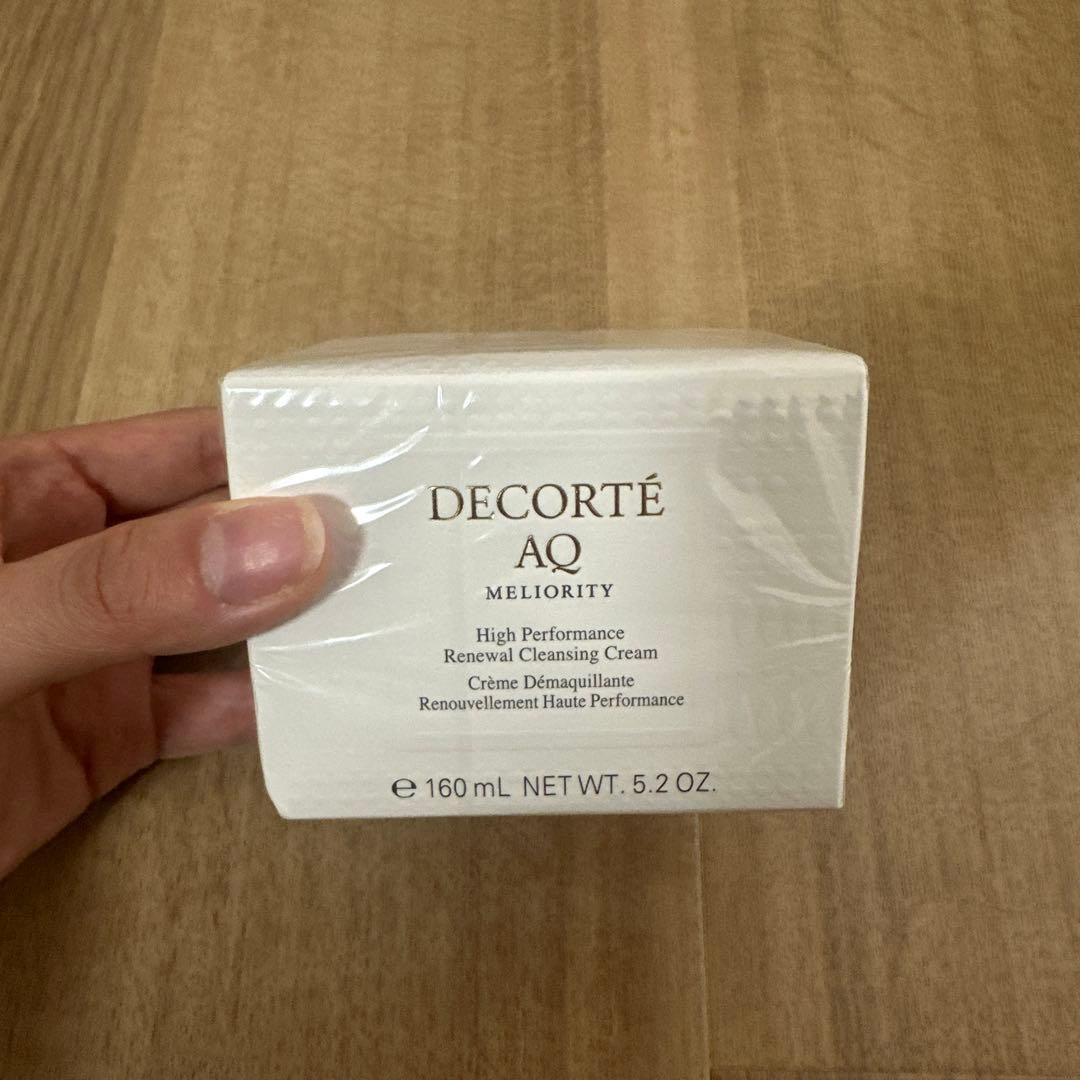 DECORTÉ
AQ
MELIORITY
High Performance
Renewal Cleansing Cream
Crème Démaquillante
Renouvellement Haute Performance
℮ 160 mL NET WT. 5.2 OZ.